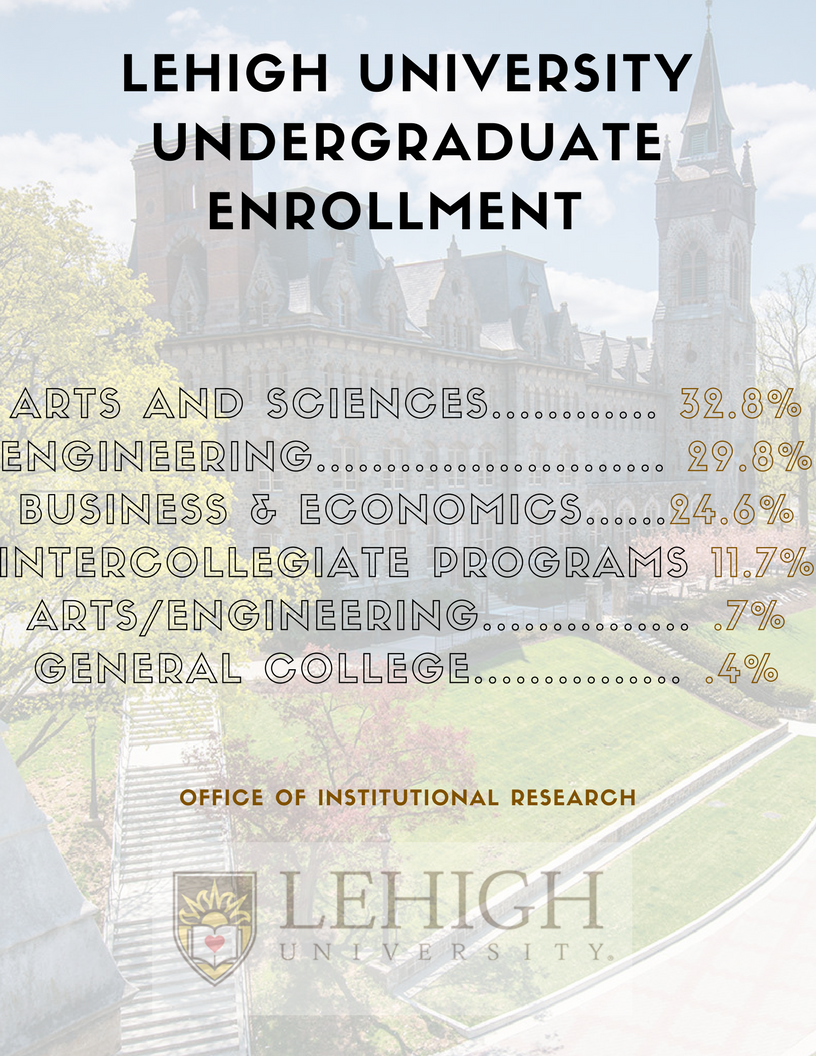 LEHIGH UNIVERSITY
UNDERGRADUATE
ENROLLMENT
ARTS AND SCIENCES............ 32.8%
ENGINEERING......................... 29.8%
BUSINESS & ECONOMICS......24.6%
INTERCOLLEGIATE PROGRAMS 11.7%
ARTS/ENGINEERING............... .7%
GENERAL COLLEGE............... .4%
OFFICE OF INSTITUTIONAL RESEARCH
LEHIGH
UNIVERSITY®